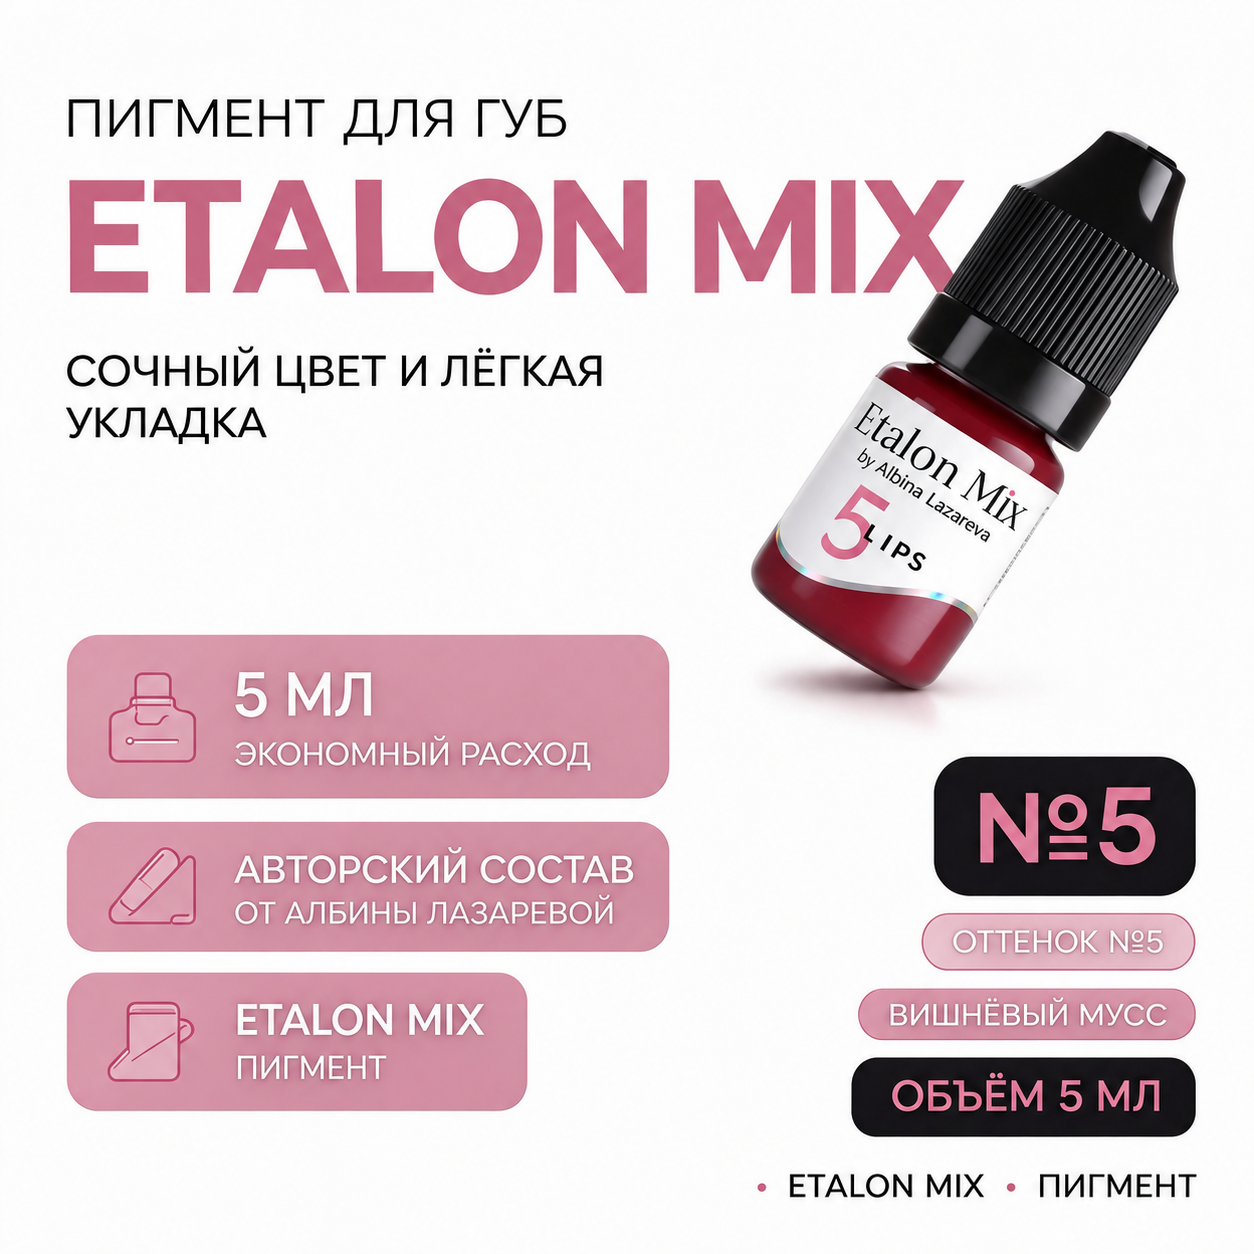 ПИГМЕНТ ДЛЯ ГУБ
ETALON MIX
СОЧНЫЙ ЦВЕТ И ЛЁГКАЯ
УКЛАДКА
Etalon Mix
by Albina Lazareva
5 LIPS
5 МЛ
ЭКОНОМНЫЙ РАСХОД
АВТОРСКИЙ СОСТАВ
ОТ АЛБИНЫ ЛАЗАРЕВОЙ
ETALON MIX
ПИГМЕНТ
№5
ОТТЕНОК №5
ВИШНЁВЫЙ МУСС
ОБЪЁМ 5 МЛ
• ETALON MIX • ПИГМЕНТ